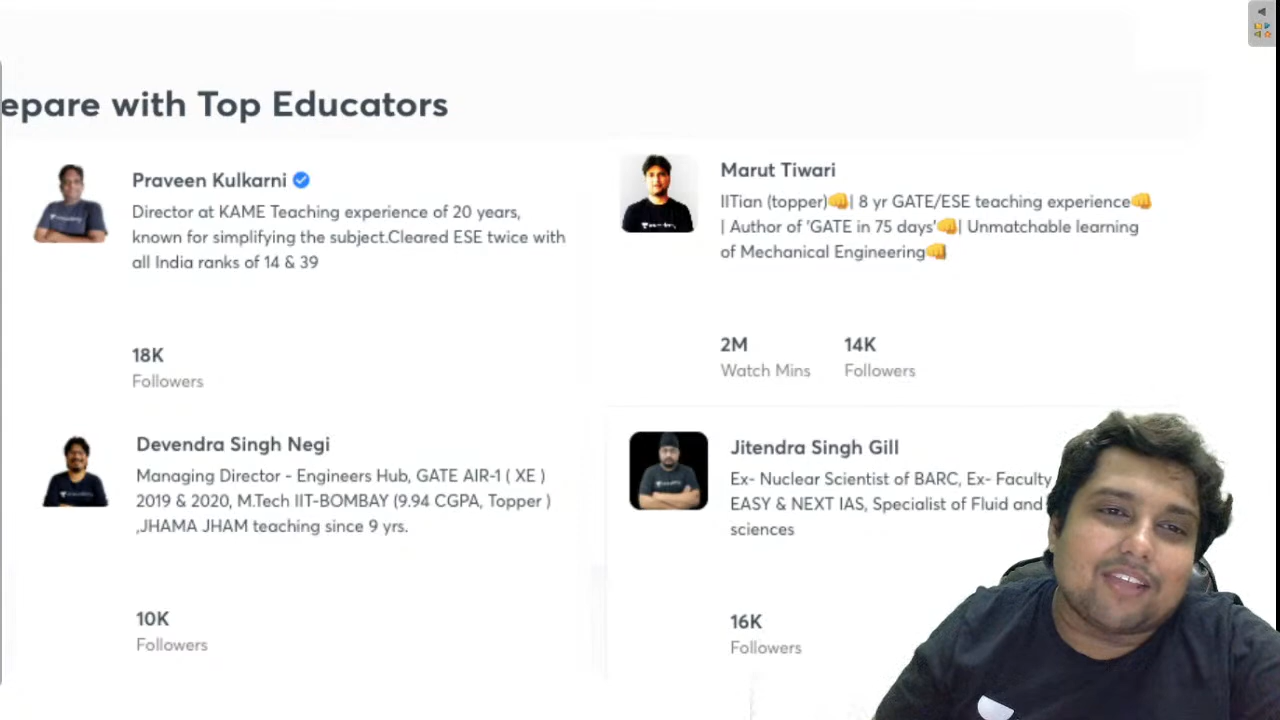 epare with Top Educators
Praveen Kulkarni
Director at KAME Teaching experience of 20 years,
known for simplifying the subject.Cleared ESE twice with
all India ranks of 14 & 39
18K
Followers
Marut Tiwari
IITian (topper)👊| 8 yr GATE/ESE teaching experience👊
| Author of 'GATE in 75 days'👊| Unmatchable learning
of Mechanical Engineering👊
2M 14K
Watch Mins Followers
Devendra Singh Negi
Managing Director - Engineers Hub, GATE AIR-1 ( XE )
2019 & 2020, M.Tech IIT-BOMBAY (9.94 CGPA, Topper )
,JHAMA JHAM teaching since 9 yrs.
10K
Followers
Jitendra Singh Gill
Ex- Nuclear Scientist of BARC, Ex- Faculty
EASY & NEXT IAS, Specialist of Fluid and
sciences
16K
Followers